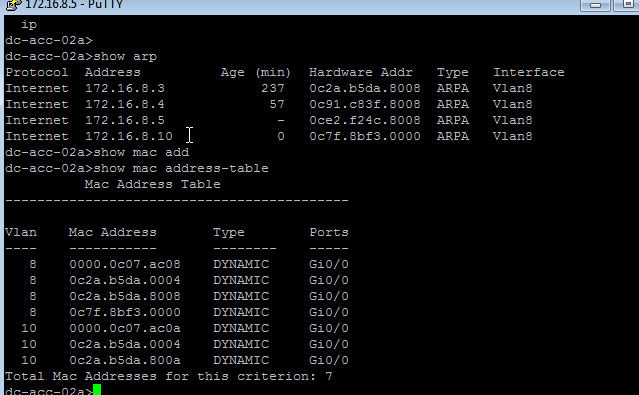 172.16.8.5 - PuTTY
ip
dc-acc-02a>
dc-acc-02a>show arp
Protocol  Address          Age (min)  Hardware Addr   Type   Interface
Internet  172.16.8.3             237   0c2a.b5da.8008  ARPA   Vlan8
Internet  172.16.8.4              57   0c91.c83f.8008  ARPA   Vlan8
Internet  172.16.8.5               -   0ce2.f24c.8008  ARPA   Vlan8
Internet  172.16.8.10              0   0c7f.8bf3.0000  ARPA   Vlan8
dc-acc-02a>show mac add
dc-acc-02a>show mac address-table
Mac Address Table
-------------------------------------------
Vlan    Mac Address       Type        Ports
----    -----------       --------    -----
8    0000.0c07.ac08    DYNAMIC     Gi0/0
8    0c2a.b5da.0004    DYNAMIC     Gi0/0
8    0c2a.b5da.8008    DYNAMIC     Gi0/0
8    0c7f.8bf3.0000    DYNAMIC     Gi0/0
10    0000.0c07.ac0a    DYNAMIC     Gi0/0
10    0c2a.b5da.0004    DYNAMIC     Gi0/0
10    0c2a.b5da.800a    DYNAMIC     Gi0/0
Total Mac Addresses for this criterion: 7
dc-acc-02a>